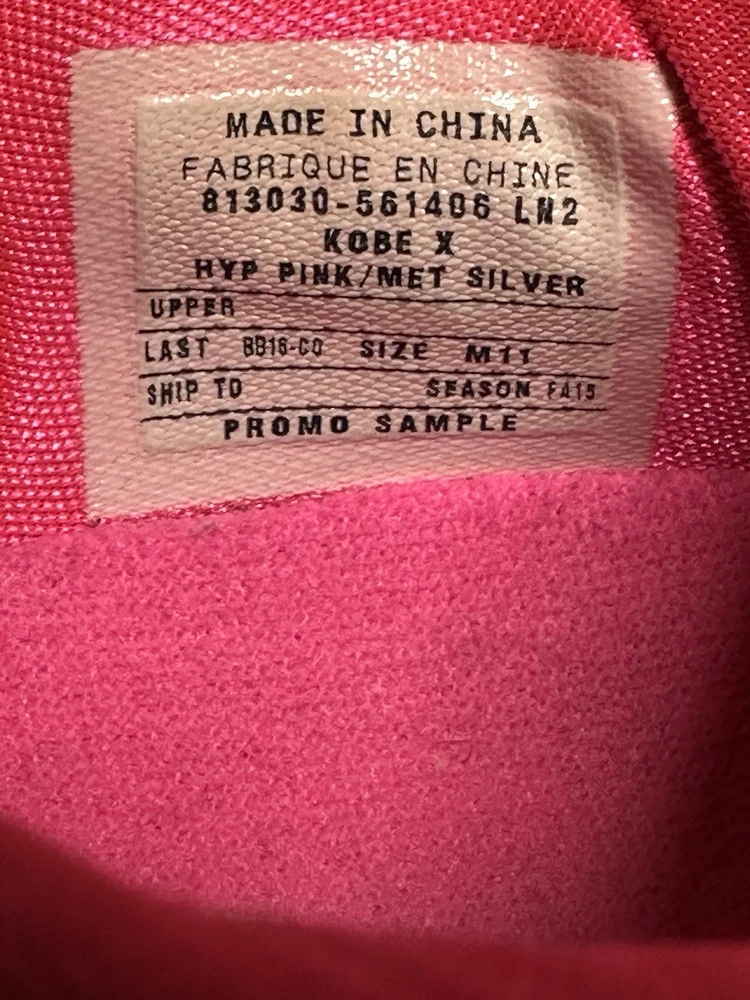 MADE IN CHINA
FABRIQUE EN CHINE
813030-561406 LN2
KOBE X
HYP PINK/MET SILVER
UPPER
LAST BB16-CO SIZE M11
SHIP TO SEASON FA15
PROMO SAMPLE